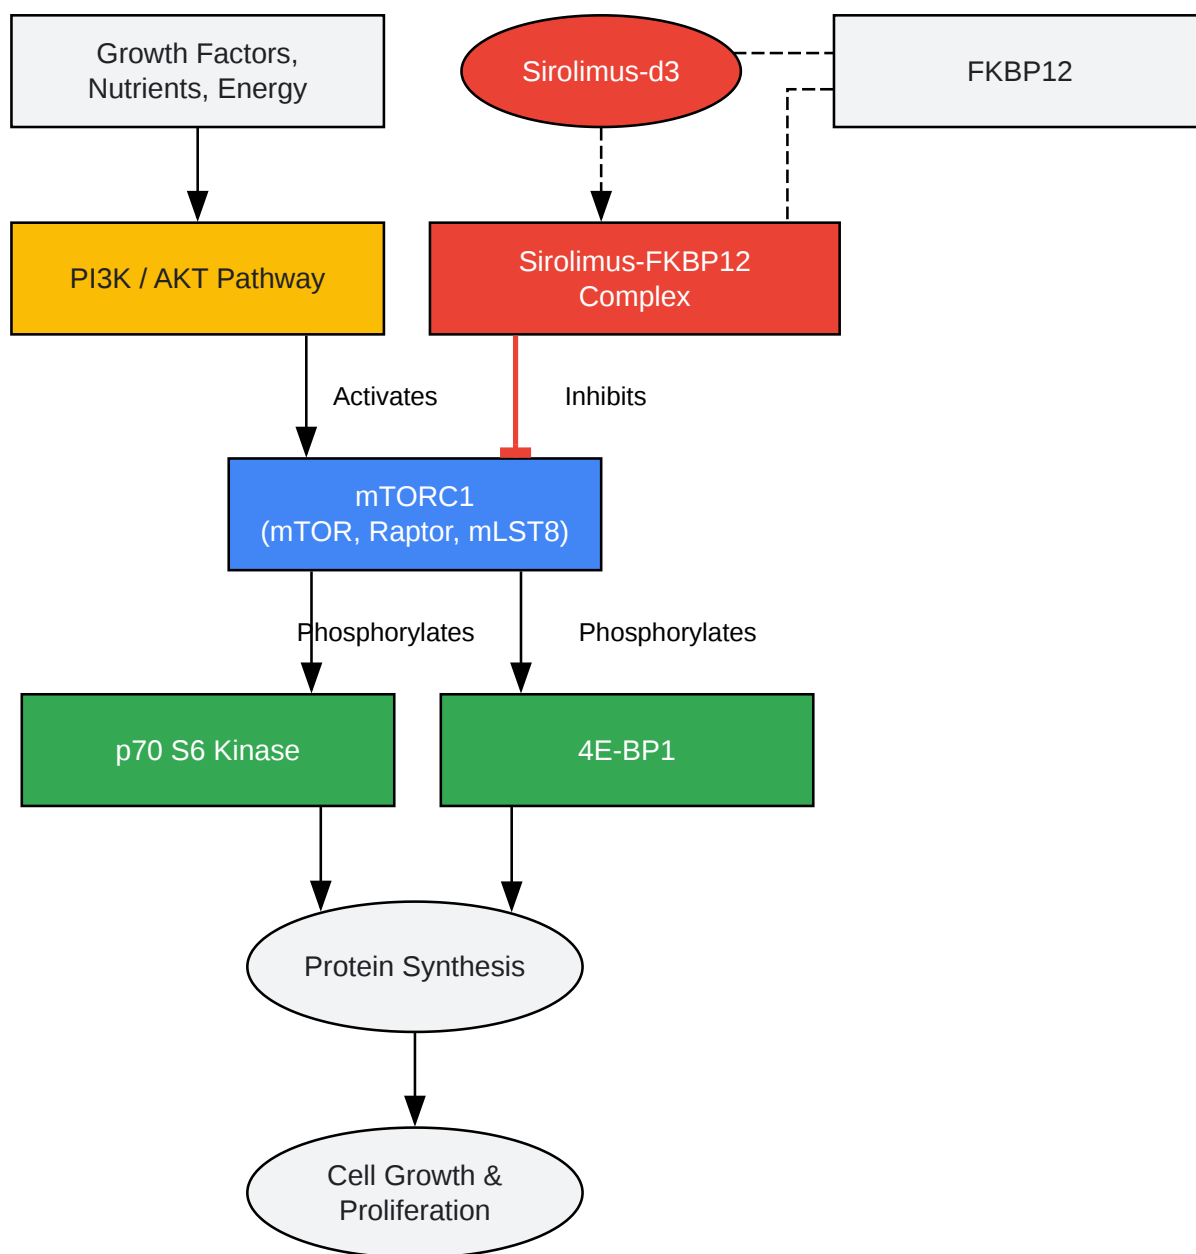 Growth Factors,
Nutrients, Energy
Sirolimus-d3
FKBP12
PI3K / AKT Pathway
Sirolimus-FKBP12
Complex
Activates
Inhibits
mTORC1
(mTOR, Raptor, mLST8)
Phosphorylates
Phosphorylates
p70 S6 Kinase
4E-BP1
Protein Synthesis
Cell Growth &
Proliferation